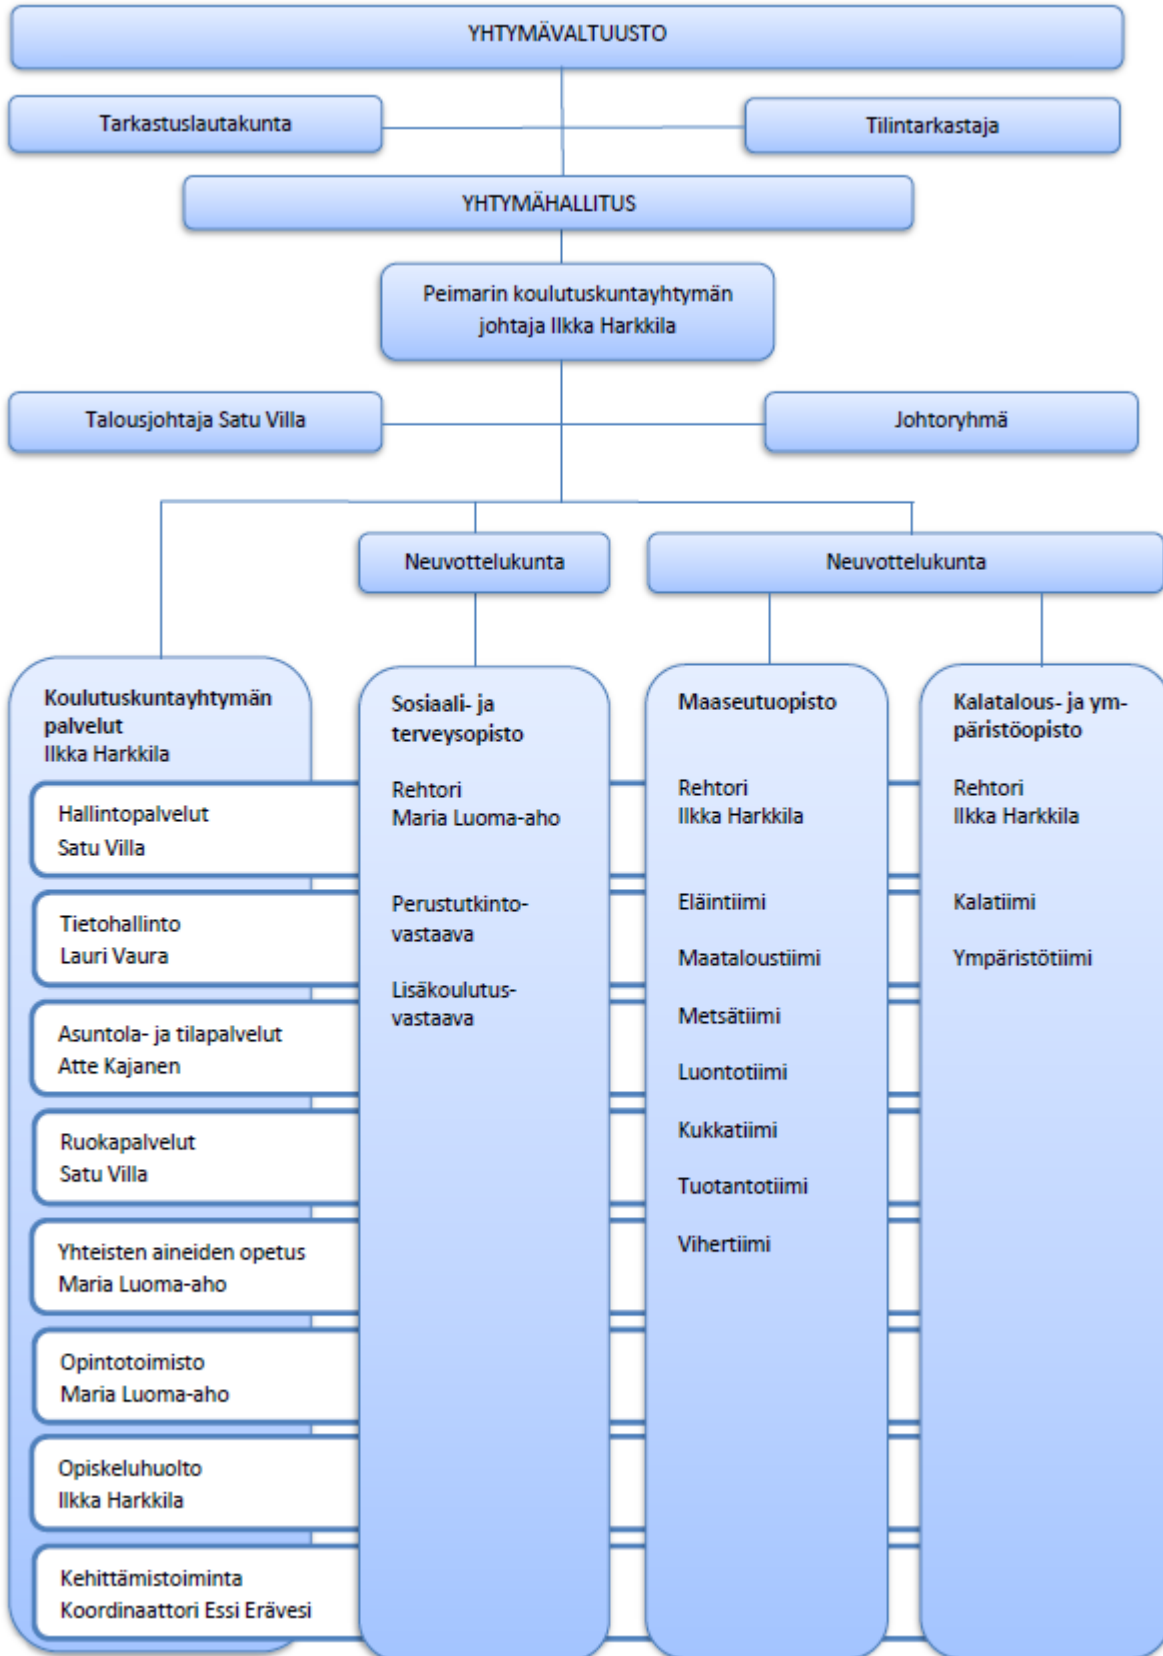 YHTYMÄVALTUUSTO
Tarkastuslautakunta
Tilintarkastaja
YHTYMÄHALLITUS
Peimarin koulutuskuntayhtymän
johtaja Ilkka Harkkila
Talousjohtaja Satu Villa
Johtoryhmä
Neuvottelukunta
Neuvottelukunta
Koulutuskuntayhtymän
palvelut
Ilkka Harkkila
Hallintopalvelut
Satu Villa
Tietohallinto
Lauri Vaura
Asuntola- ja tilapalvelut
Atte Kajanen
Ruokapalvelut
Satu Villa
Yhteisten aineiden opetus
Maria Luoma-aho
Opintotoimisto
Maria Luoma-aho
Opiskeluhuolto
Ilkka Harkkila
Kehittämistoiminta
Koordinaattori Essi Erävesi
Sosiaali- ja
terveysopisto
Rehtori
Maria Luoma-aho
Perustutkinto-
vastaava
Lisäkoulutus-
vastaava
Maaseutuopisto
Rehtori
Ilkka Harkkila
Eläintiimi
Maataloustiimi
Metsätiimi
Luontotiimi
Kukkatiimi
Tuotantotiimi
Vihertiimi
Kalatalous- ja ym-
päristöopisto
Rehtori
Ilkka Harkkila
Kalatiimi
Ympäristötiimi